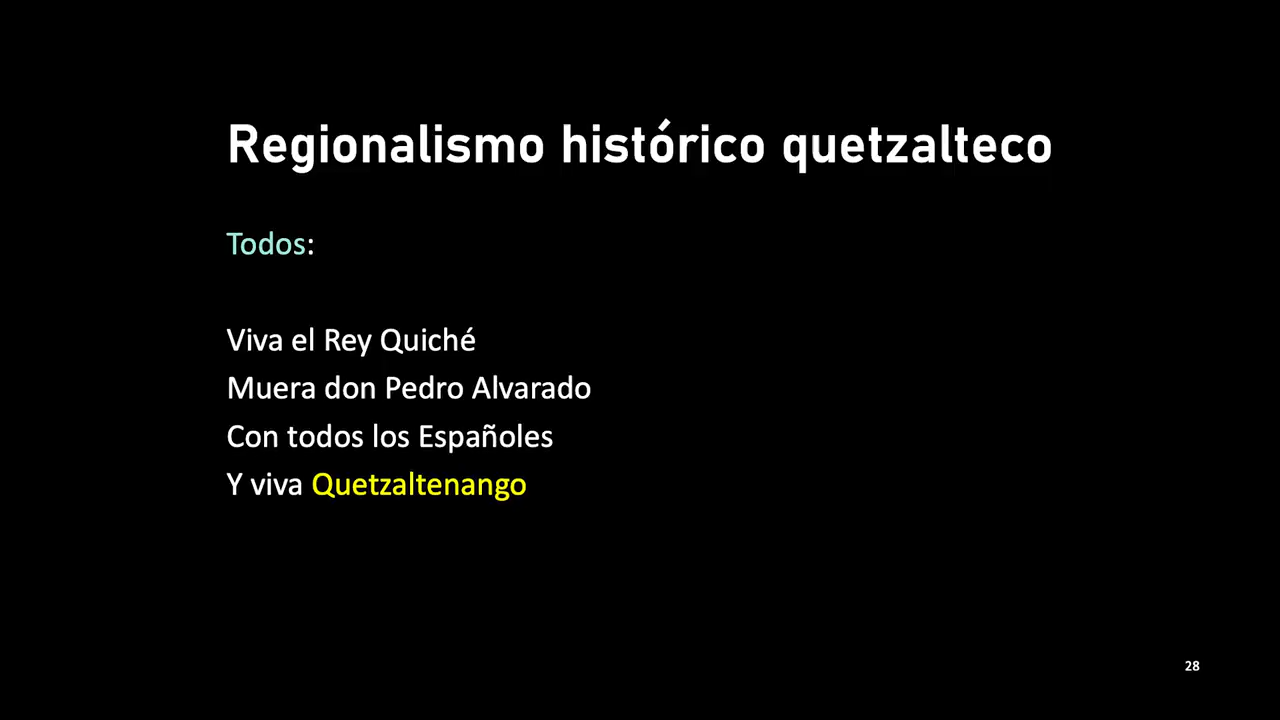 Regionalismo histórico quetzalteco
Todos:
Viva el Rey Quiché
Muera don Pedro Alvarado
Con todos los Españoles
Y viva Quetzaltenango
28